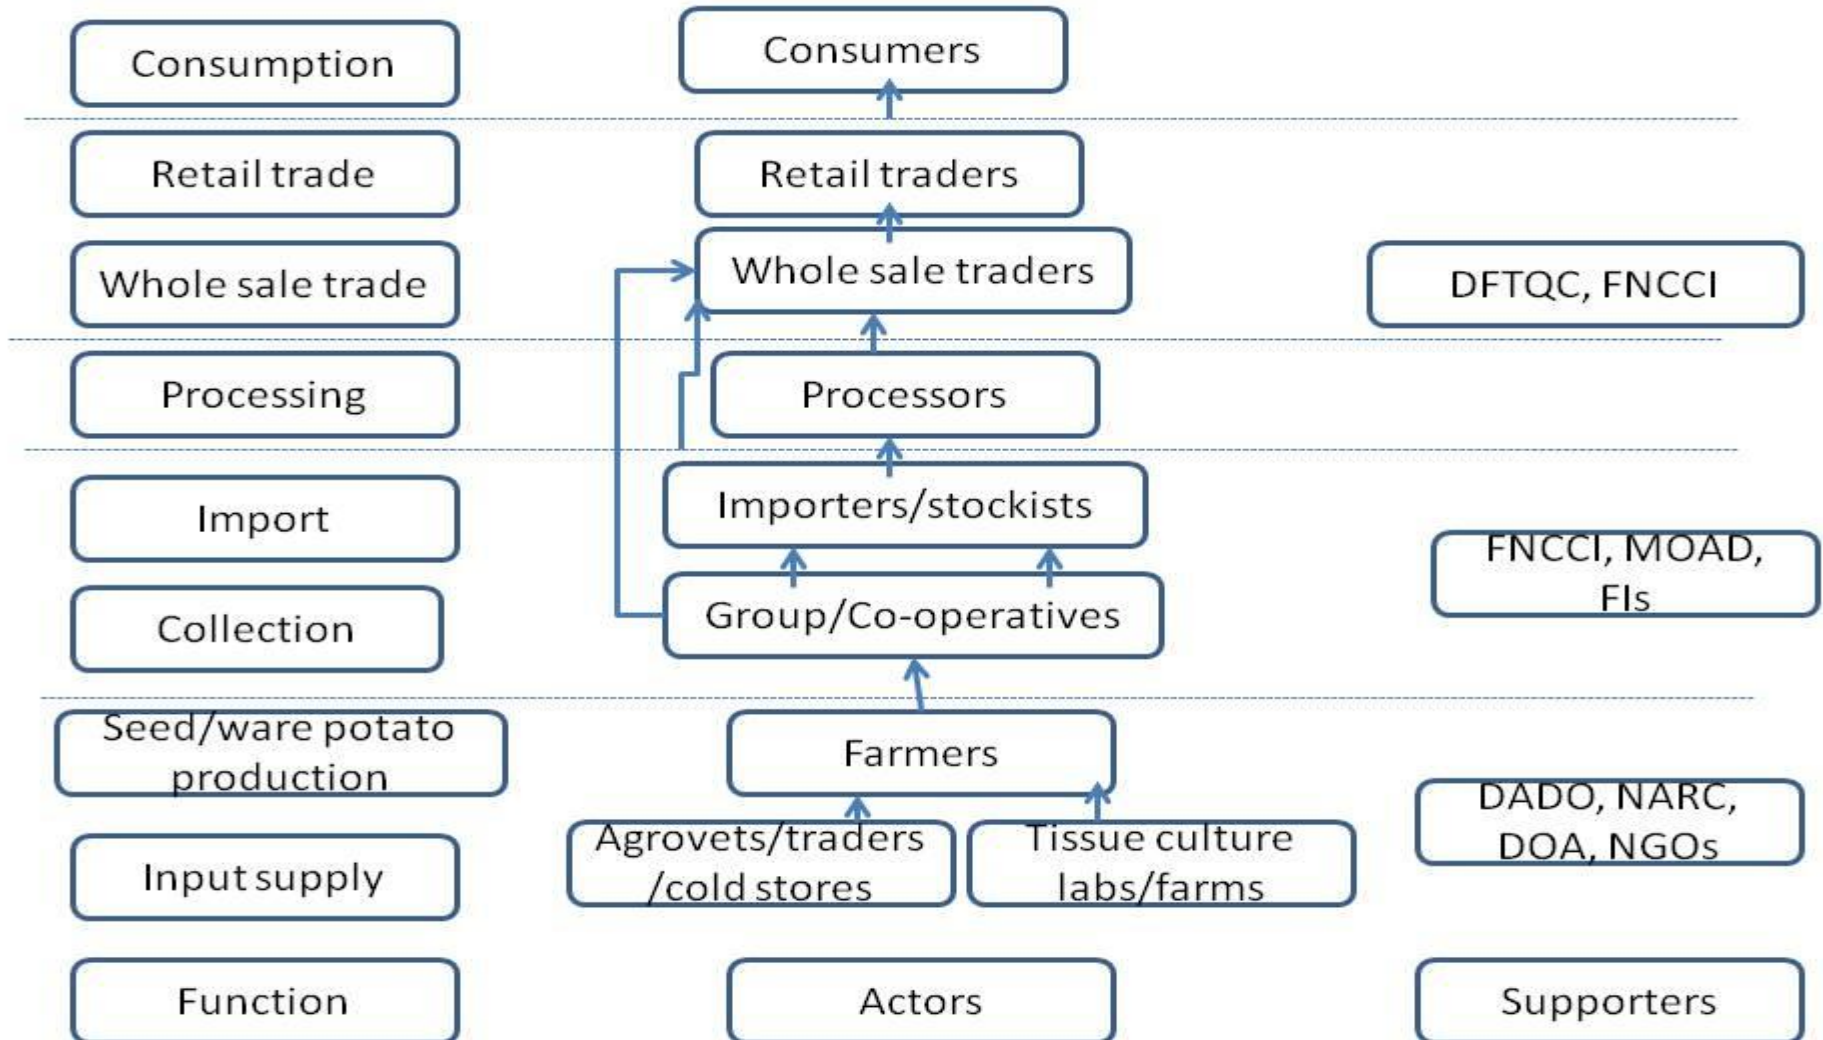 Consumption
Consumers
Retail trade
Retail traders
Whole sale trade
Whole sale traders
DFTQC, FNCCI
Processing
Processors
Import
Importers/stockists
FNCCI, MOAD,
FIs
Collection
Group/Co-operatives
Seed/ware potato
production
Farmers
DADO, NARC,
DOA, NGOs
Input supply
Agrovets/traders
/cold stores
Tissue culture
labs/farms
Function
Actors
Supporters